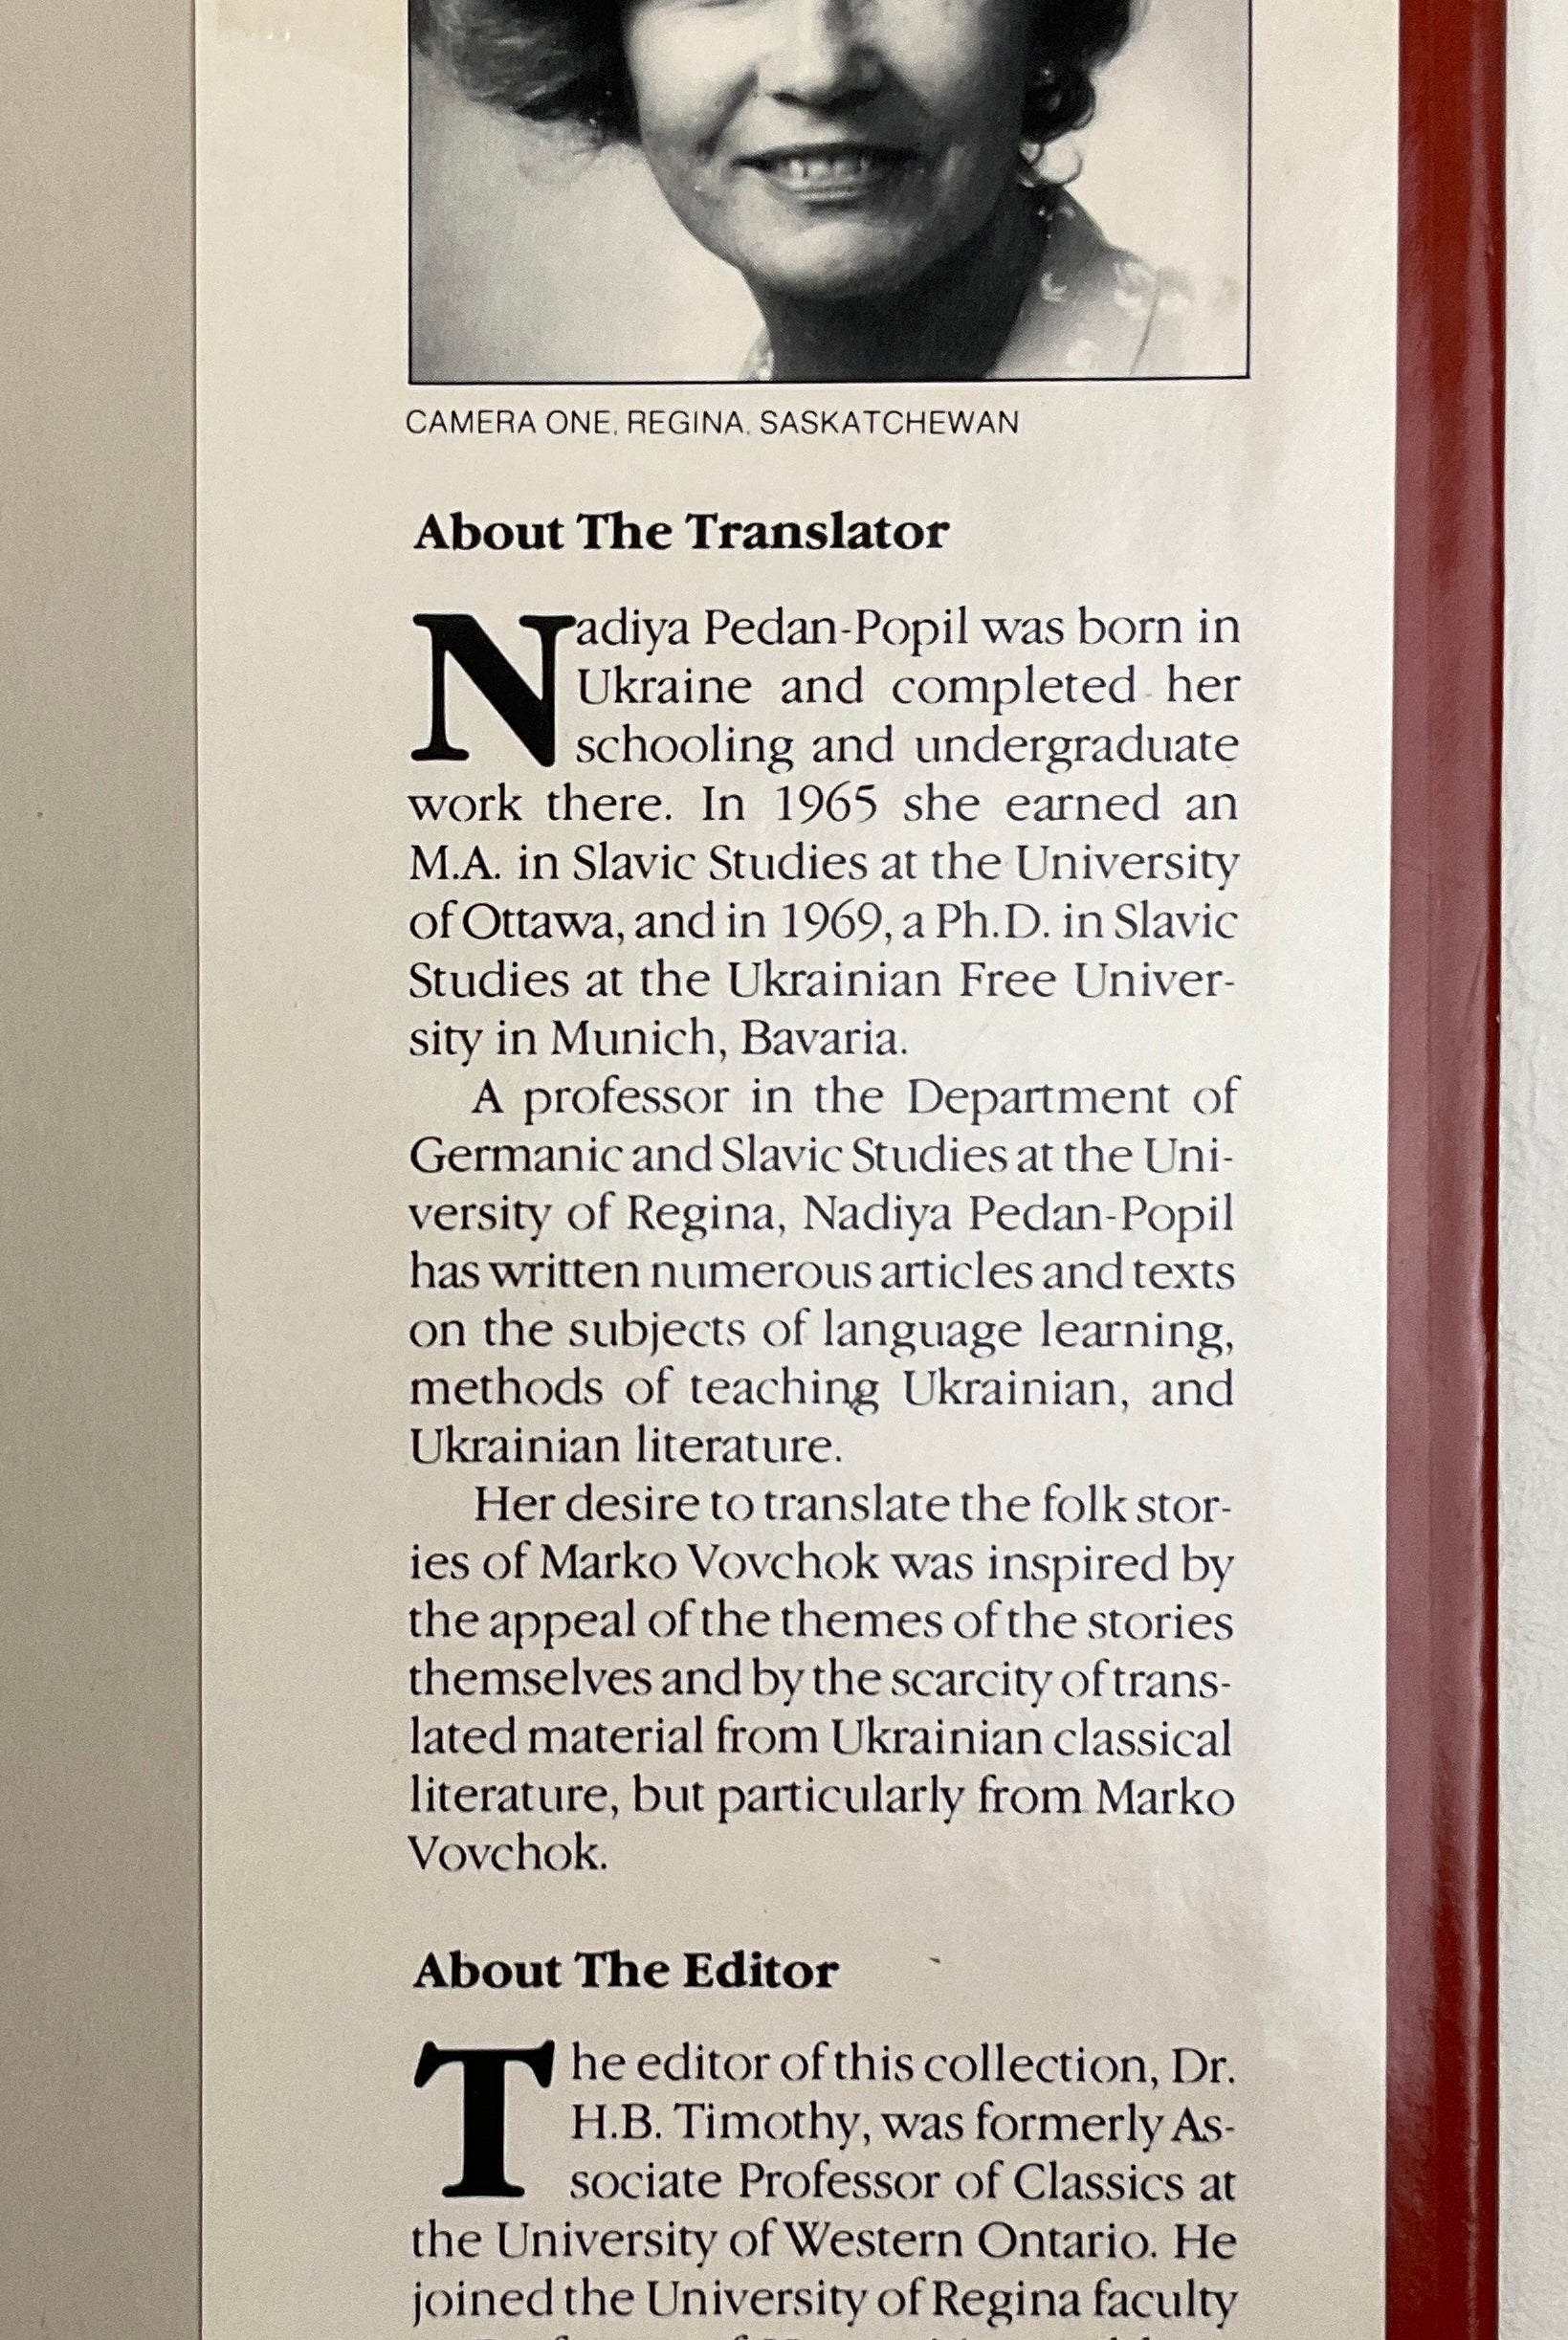 CAMERA ONE, REGINA, SASKATCHEWAN
About The Translator
Nadiya Pedan-Popil was born in
Ukraine and completed her
schooling and undergraduate
work there. In 1965 she earned an
M.A. in Slavic Studies at the University
of Ottawa, and in 1969, a Ph.D. in Slavic
Studies at the Ukrainian Free Univer-
sity in Munich, Bavaria.
A professor in the Department of
Germanic and Slavic Studies at the Uni-
versity of Regina, Nadiya Pedan-Popil
has written numerous articles and texts
on the subjects of language learning,
methods of teaching Ukrainian, and
Ukrainian literature.
Her desire to translate the folk stor-
ies of Marko Vovchok was inspired by
the appeal of the themes of the stories
themselves and by the scarcity of trans-
lated material from Ukrainian classical
literature, but particularly from Marko
Vovchok.
About The Editor
The editor of this collection, Dr.
H.B. Timothy, was formerly As-
sociate Professor of Classics at
the University of Western Ontario. He
joined the University of Regina faculty